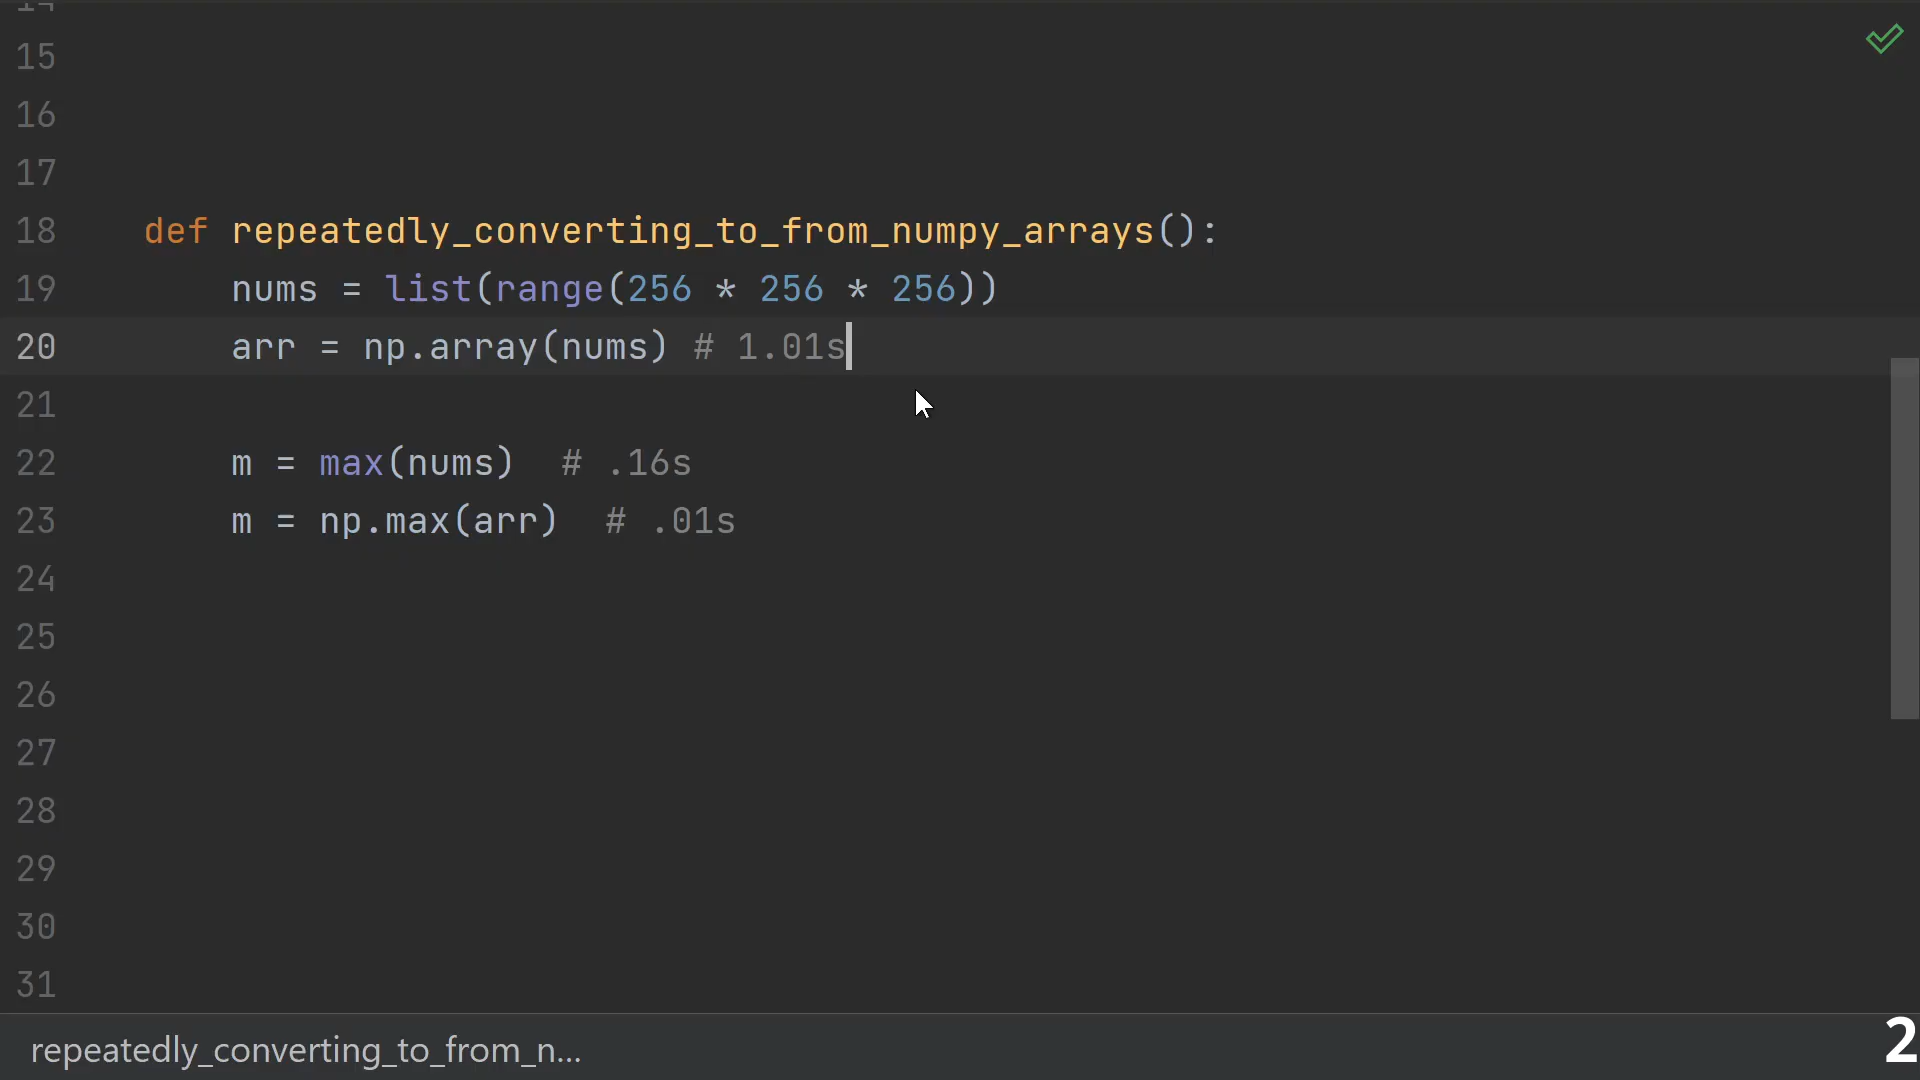 15
16
17
18 def repeatedly_converting_to_from_numpy_arrays():
19 nums = list(range(256 * 256 * 256))
20 arr = np.array(nums) # 1.01s
21
22 m = max(nums)  # .16s
23 m = np.max(arr)  # .01s
24
25
26
27
28
29
30
31
repeatedly_converting_to_from_n...
2